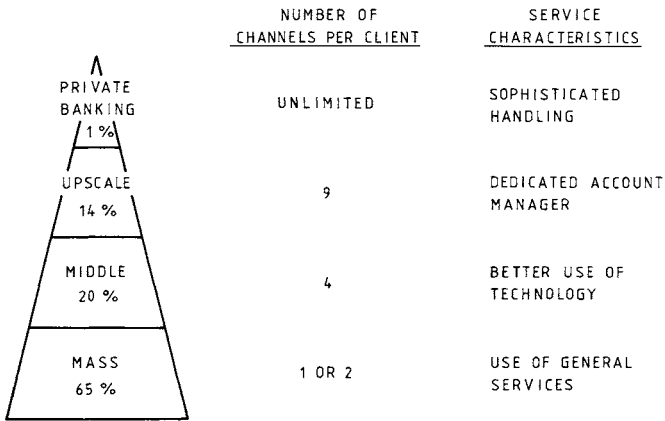 NUMBER OF
CHANNELS PER CLIENT
SERVICE
CHARACTERISTICS
PRIVATE
BANKING
1 %
UNLIMITED
SOPHISTICATED
HANDLING
UPSCALE
14 %
9
DEDICATED ACCOUNT
MANAGER
MIDDLE
20 %
4
BETTER USE OF
TECHNOLOGY
MASS
65 %
1 OR 2
USE OF GENERAL
SERVICES